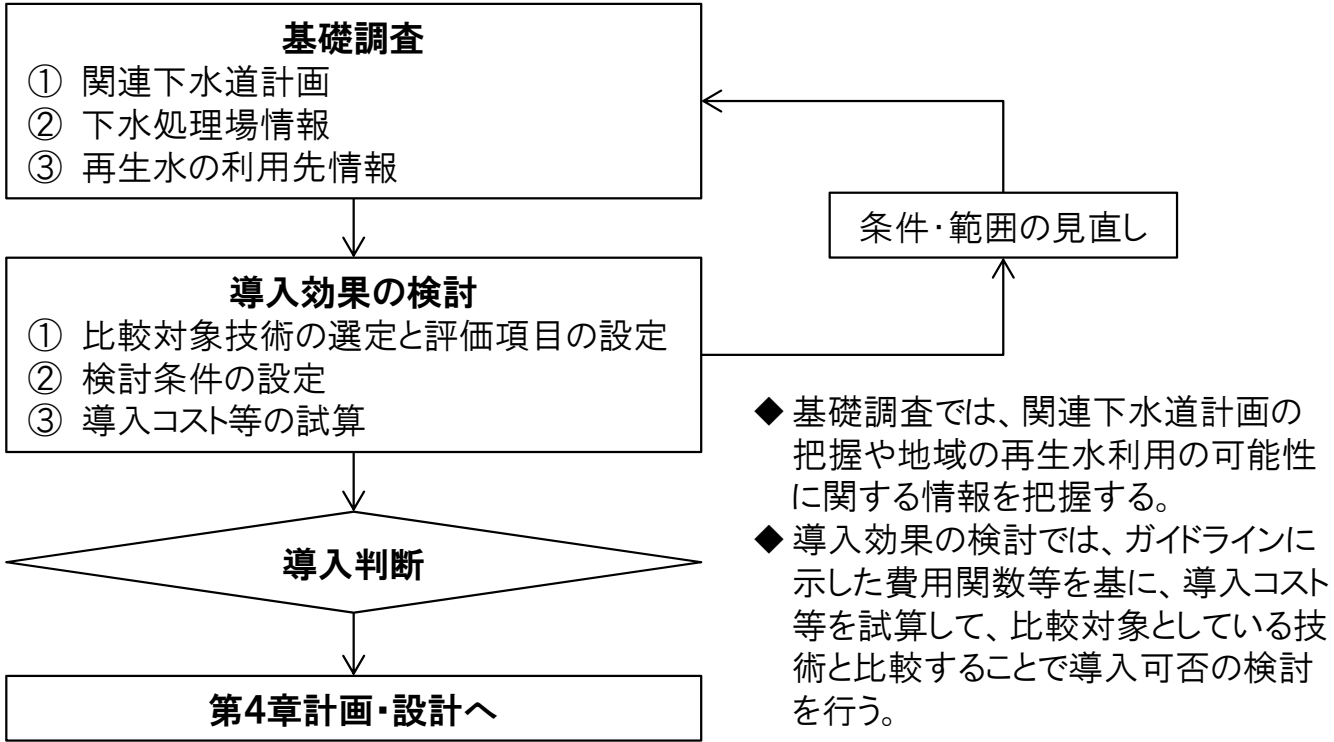 基礎調査
① 関連下水道計画
② 下水処理場情報
③ 再生水の利用先情報
条件・範囲の見直し
導入効果の検討
① 比較対象技術の選定と評価項目の設定
② 検討条件の設定
③ 導入コスト等の試算
導入判断
第4章計画・設計へ
◆ 基礎調査では、関連下水道計画の
把握や地域の再生水利用の可能性
に関する情報を把握する。
◆ 導入効果の検討では、ガイドラインに
示した費用関数等を基に、導入コスト
等を試算して、比較対象としている技
術と比較することで導入可否の検討
を行う。